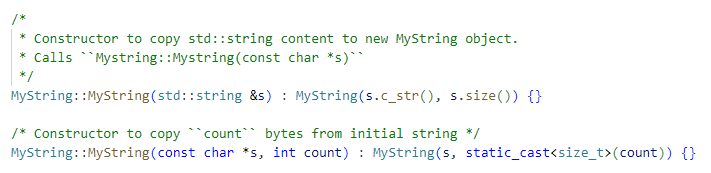 /*
* Constructor to copy std::string content to new MyString object.
* Calls ``Mystring::Mystring(const char *s)``
*/
MyString::MyString(std::string &s) : MyString(s.c_str(), s.size()) {}
/* Constructor to copy ``count`` bytes from initial string */
MyString::MyString(const char *s, int count) : MyString(s, static_cast<size_t>(count)) {}